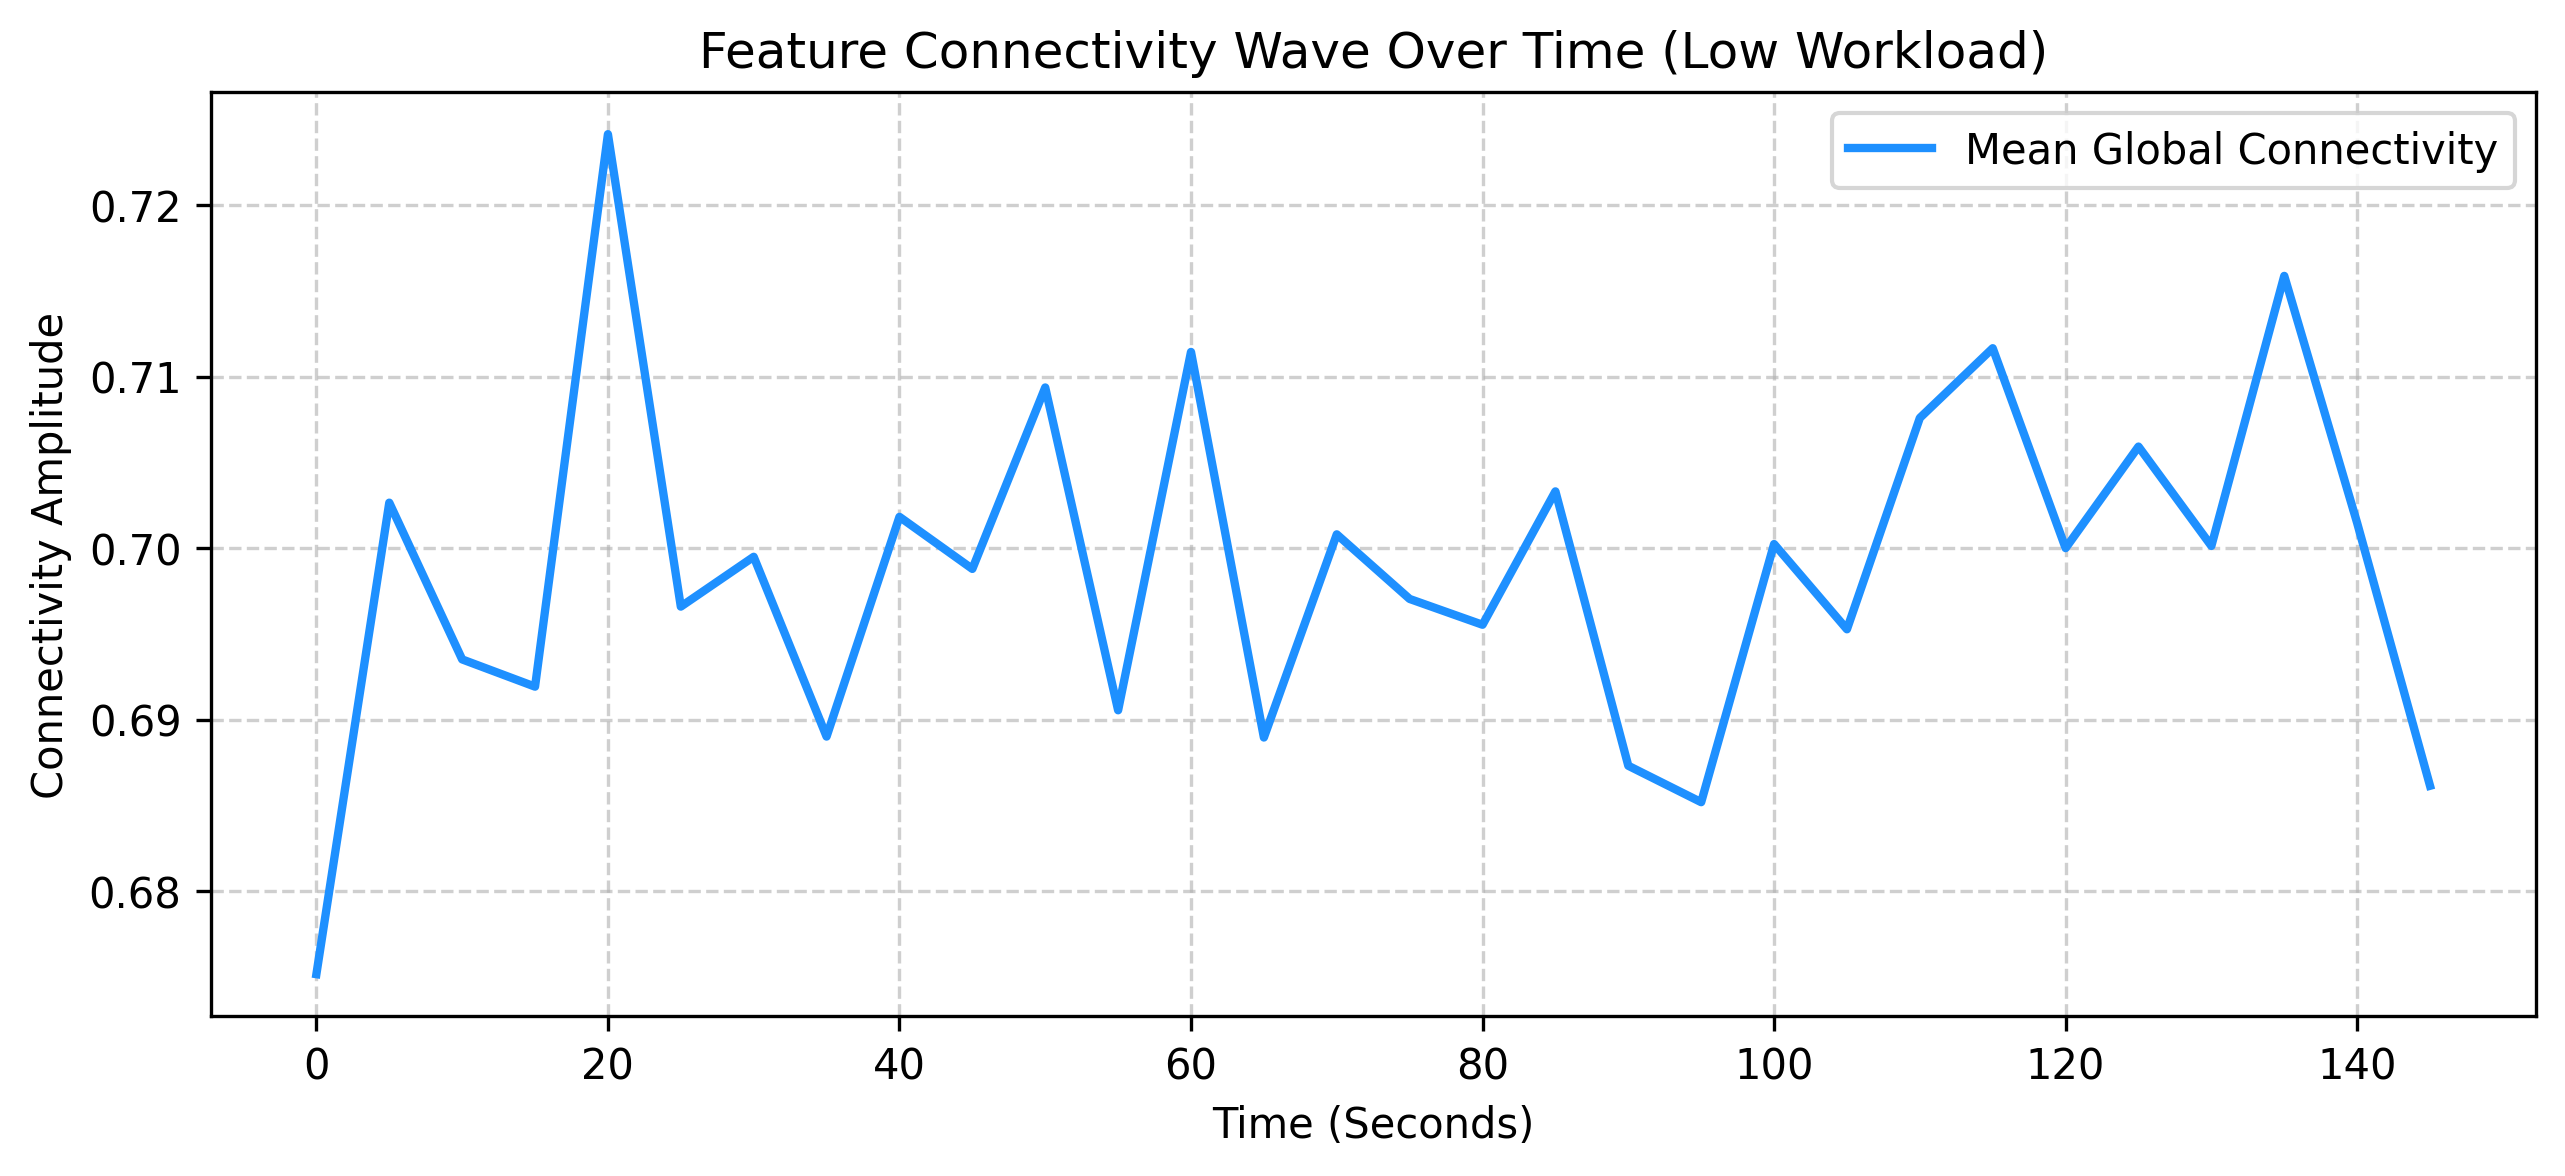 Feature Connectivity Wave Over Time (Low Workload)
Mean Global Connectivity
Connectivity Amplitude
0.72
0.71
0.70
0.69
0.68
0 20 40 60 80 100 120 140
Time (Seconds)